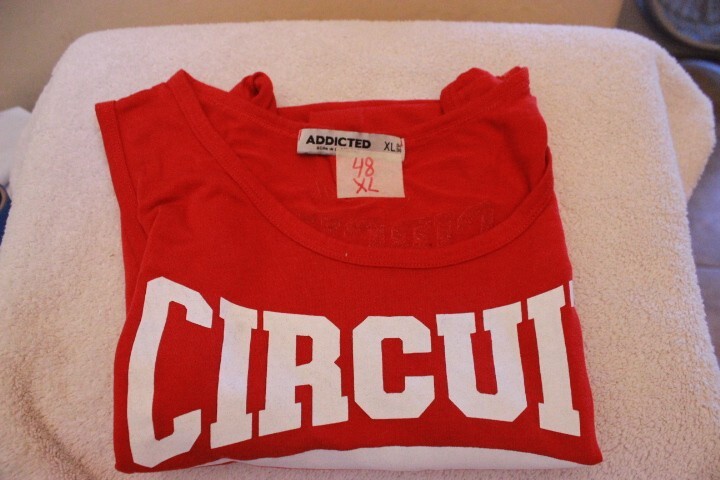 ADDICTED XL
48
XL
CIRCUI